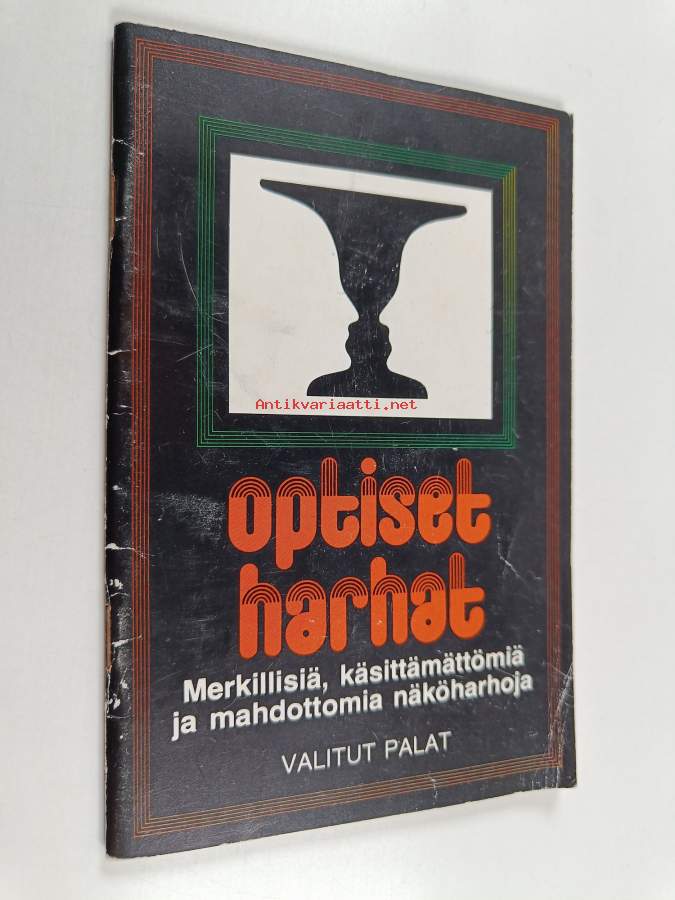 Antikvariaatti.net
optiset
harhat
Merkillisiä, käsittämättömiä
ja mahdottomia näköharhoja
VALITUT PALAT